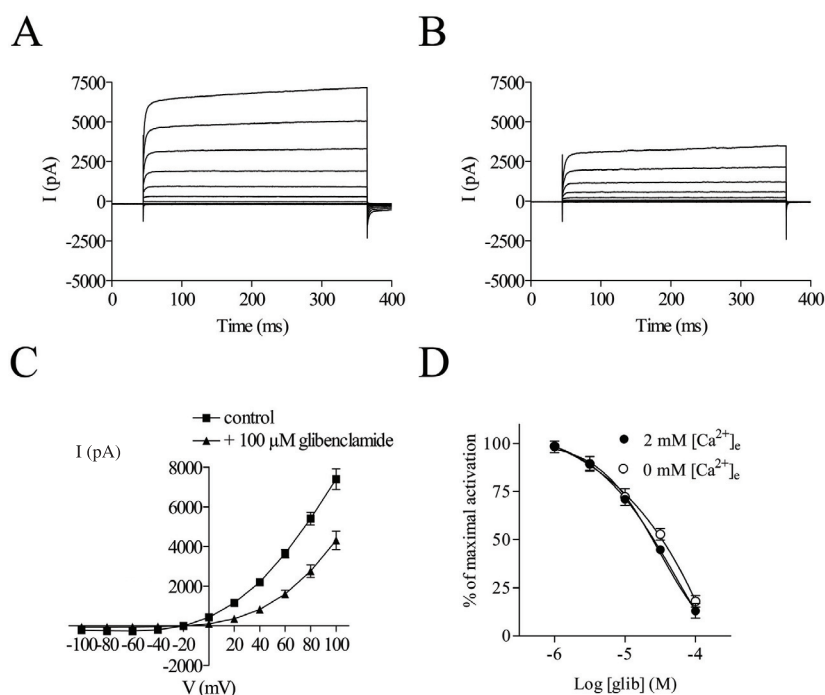 A
I (pA)
7500
5000
2500
0
-2500
-5000
0 100 200 300 400
Time (ms)
B
I (pA)
7500
5000
2500
0
-2500
-5000
0 100 200 300 400
Time (ms)
C
control
+ 100 µM glibenclamide
I (pA)
8000
6000
4000
2000
-100 -80 -60 -40 -20 20 40 60 80 100
-2000
V (mV)
D
2 mM [Ca²⁺]ₑ
0 mM [Ca²⁺]ₑ
% of maximal activation
100
75
50
25
0
-6 -5 -4
Log [glib] (M)